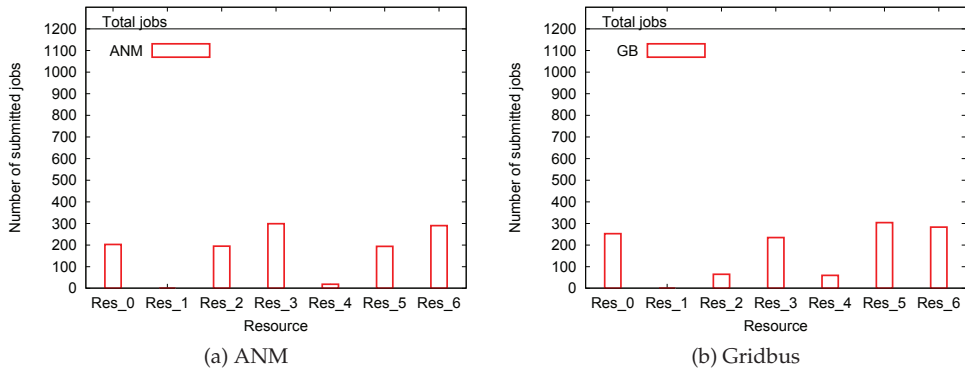 Total jobs
ANM
1200
1100
1000
900
800
700
600
500
400
300
200
100
0
Number of submitted jobs
Res_0 Res_1 Res_2 Res_3 Res_4 Res_5 Res_6
Resource
(a) ANM
Total jobs
GB
1200
1100
1000
900
800
700
600
500
400
300
200
100
0
Number of submitted jobs
Res_0 Res_1 Res_2 Res_3 Res_4 Res_5 Res_6
Resource
(b) Gridbus